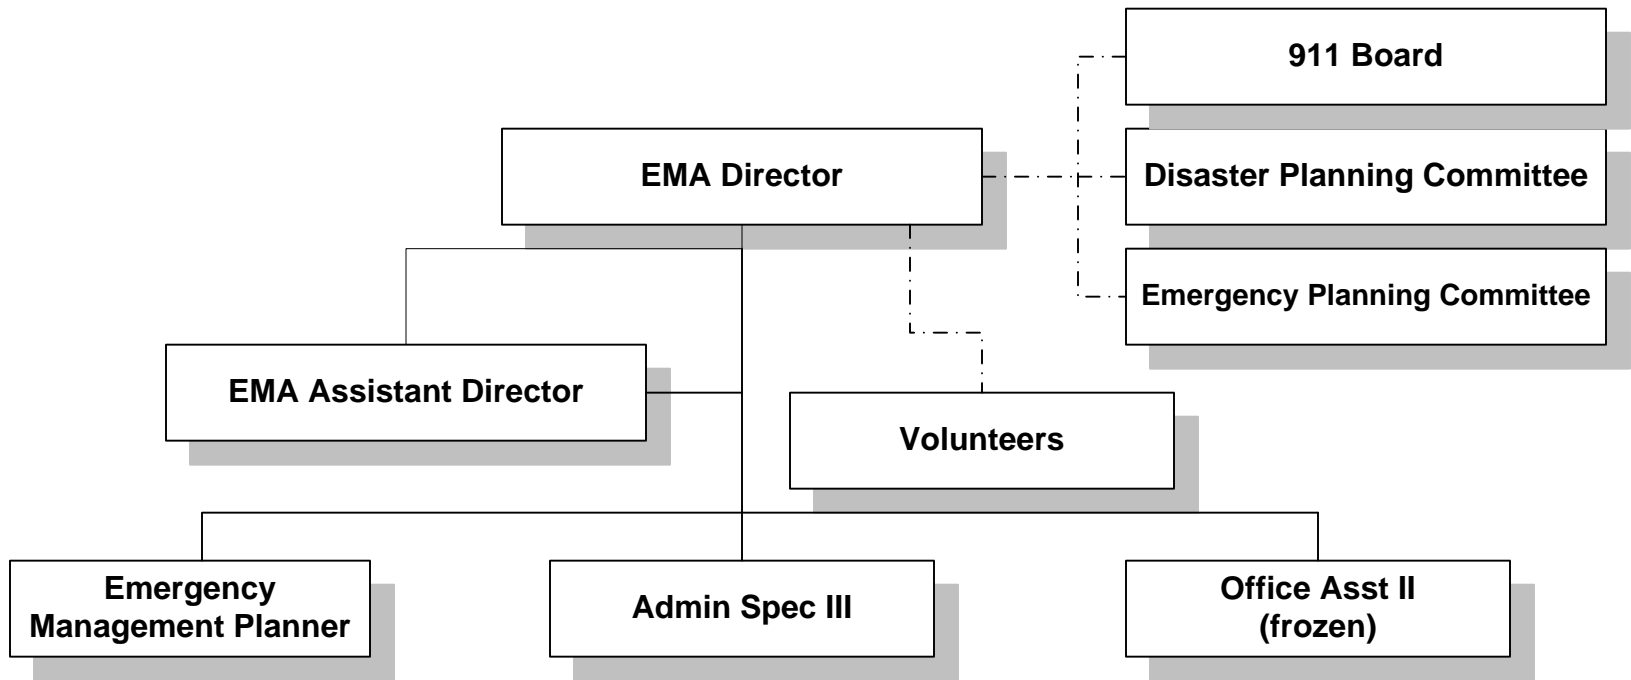 911 Board
EMA Director
Disaster Planning Committee
Emergency Planning Committee
EMA Assistant Director
Volunteers
Emergency
Management Planner
Admin Spec III
Office Asst II
(frozen)